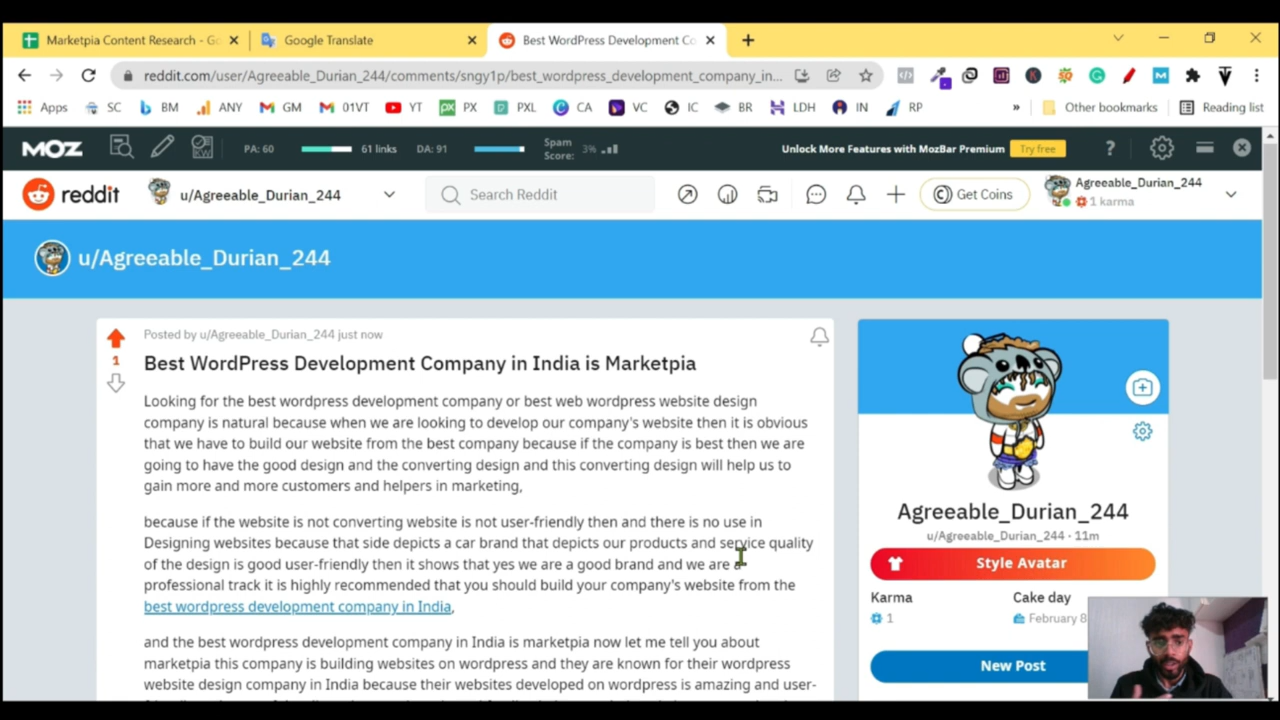 Marketpia Content Research - Go
Google Translate
Best WordPress Development Co
reddit.com/user/Agreeable_Durian_244/comments/sngy1p/best_wordpress_development_company_in...
Apps SC BM ANY GM 01VT YT PX PXL CA VC IC BR LDH IN RP » Other bookmarks Reading list
MOZ PA: 60 61 links DA: 91 Spam Score: 3% Unlock More Features with MozBar Premium Try free ?
reddit u/Agreeable_Durian_244 Search Reddit Get Coins Agreeable_Durian_244
1 karma
u/Agreeable_Durian_244
Posted by u/Agreeable_Durian_244 just now
1
Best WordPress Development Company in India is Marketpia
Looking for the best wordpress development company or best web wordpress website design
company is natural because when we are looking to develop our company's website then it is obvious
that we have to build our website from the best company because if the company is best then we are
going to have the good design and the converting design and this converting design will help us to
gain more and more customers and helpers in marketing,
because if the website is not converting website is not user-friendly then and there is no use in
Designing websites because that side depicts a car brand that depicts our products and service quality
of the design is good user-friendly then it shows that yes we are a good brand and we are a
professional track it is highly recommended that you should build your company's website from the
best wordpress development company in India,
and the best wordpress development company in India is marketpia now let me tell you about
marketpia this company is building websites on wordpress and they are known for their wordpress
website design company in India because their websites developed on wordpress is amazing and user-
Agreeable_Durian_244
u/Agreeable_Durian_244 · 11m
Style Avatar
Karma Cake day
1 February 8
New Post